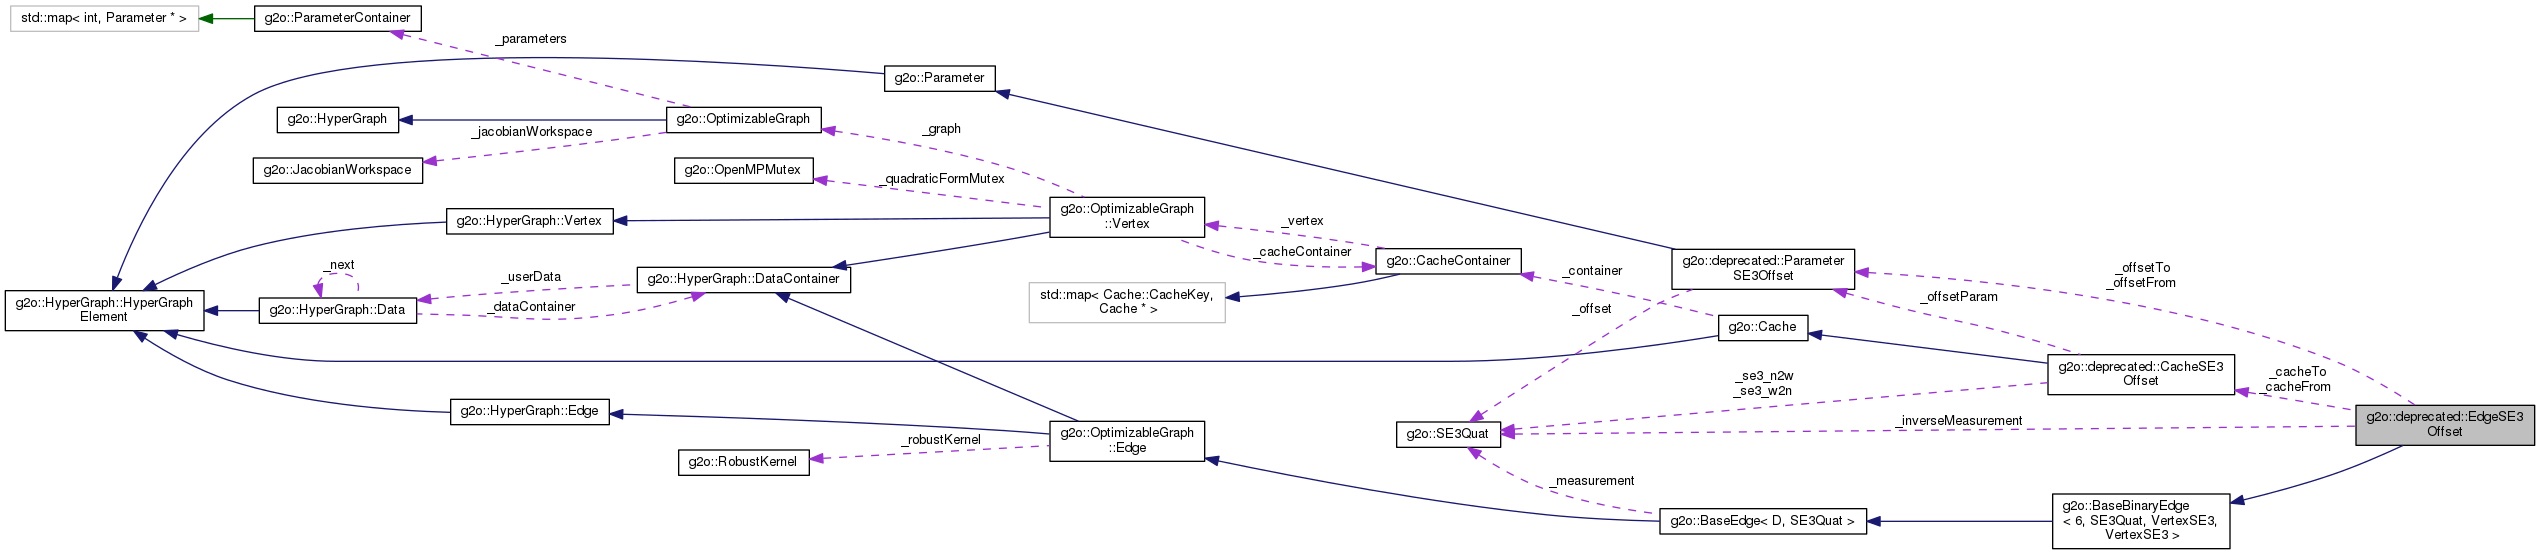 std::map< int, Parameter * >
g2o::ParameterContainer
_parameters
g2o::Parameter
g2o::HyperGraph
g2o::OptimizableGraph
_jacobianWorkspace
_graph
g2o::JacobianWorkspace
g2o::OpenMPMutex
_quadraticFormMutex
g2o::HyperGraph::Vertex
g2o::OptimizableGraph
::Vertex
_vertex
_cacheContainer
g2o::CacheContainer
g2o::deprecated::Parameter
SE3Offset
_next
_userData
g2o::HyperGraph::DataContainer
_container
_offsetTo
_offsetFrom
g2o::HyperGraph::HyperGraph
Element
g2o::HyperGraph::Data
_dataContainer
std::map< Cache::CacheKey,
Cache * >
_offset
_offsetParam
g2o::Cache
g2o::deprecated::CacheSE3
Offset
_se3_n2w
_se3_w2n
_cacheTo
_cacheFrom
g2o::HyperGraph::Edge
g2o::OptimizableGraph
::Edge
g2o::SE3Quat
_inverseMeasurement
g2o::deprecated::EdgeSE3
Offset
_robustKernel
g2o::RobustKernel
_measurement
g2o::BaseEdge< D, SE3Quat >
g2o::BaseBinaryEdge
< 6, SE3Quat, VertexSE3,
VertexSE3 >